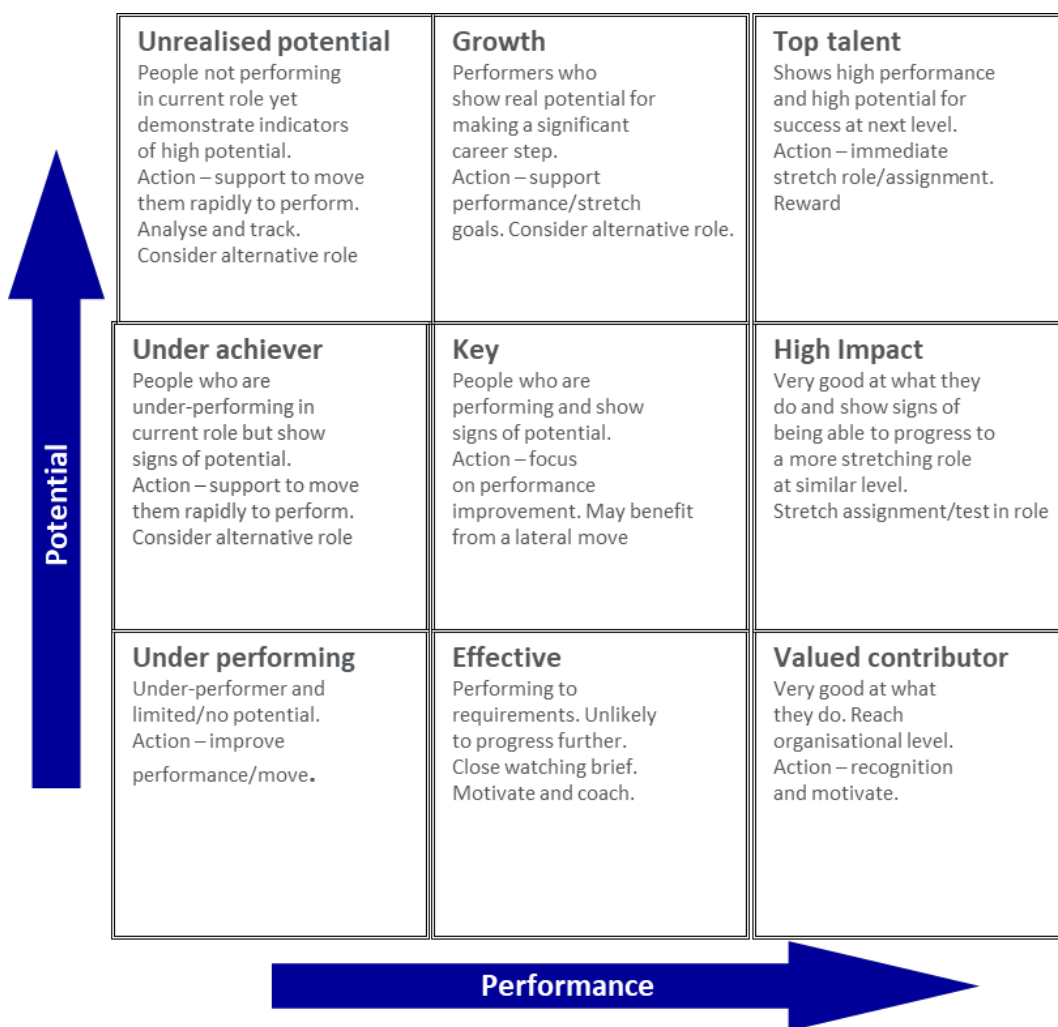 Unrealised potential
People not performing
in current role yet
demonstrate indicators
of high potential.
Action – support to move
them rapidly to perform.
Analyse and track.
Consider alternative role
Growth
Performers who
show real potential for
making a significant
career step.
Action – support
performance/stretch
goals. Consider alternative role.
Top talent
Shows high performance
and high potential for
success at next level.
Action – immediate
stretch role/assignment.
Reward
Under achiever
People who are
under-performing in
current role but show
signs of potential.
Action – support to move
them rapidly to perform.
Consider alternative role
Key
People who are
performing and show
signs of potential.
Action – focus
on performance
improvement. May benefit
from a lateral move
High Impact
Very good at what they
do and show signs of
being able to progress to
a more stretching role
at similar level.
Stretch assignment/test in role
Under performing
Under-performer and
limited/no potential.
Action – improve
performance/move.
Effective
Performing to
requirements. Unlikely
to progress further.
Close watching brief.
Motivate and coach.
Valued contributor
Very good at what
they do. Reach
organisational level.
Action – recognition
and motivate.
Potential
Performance